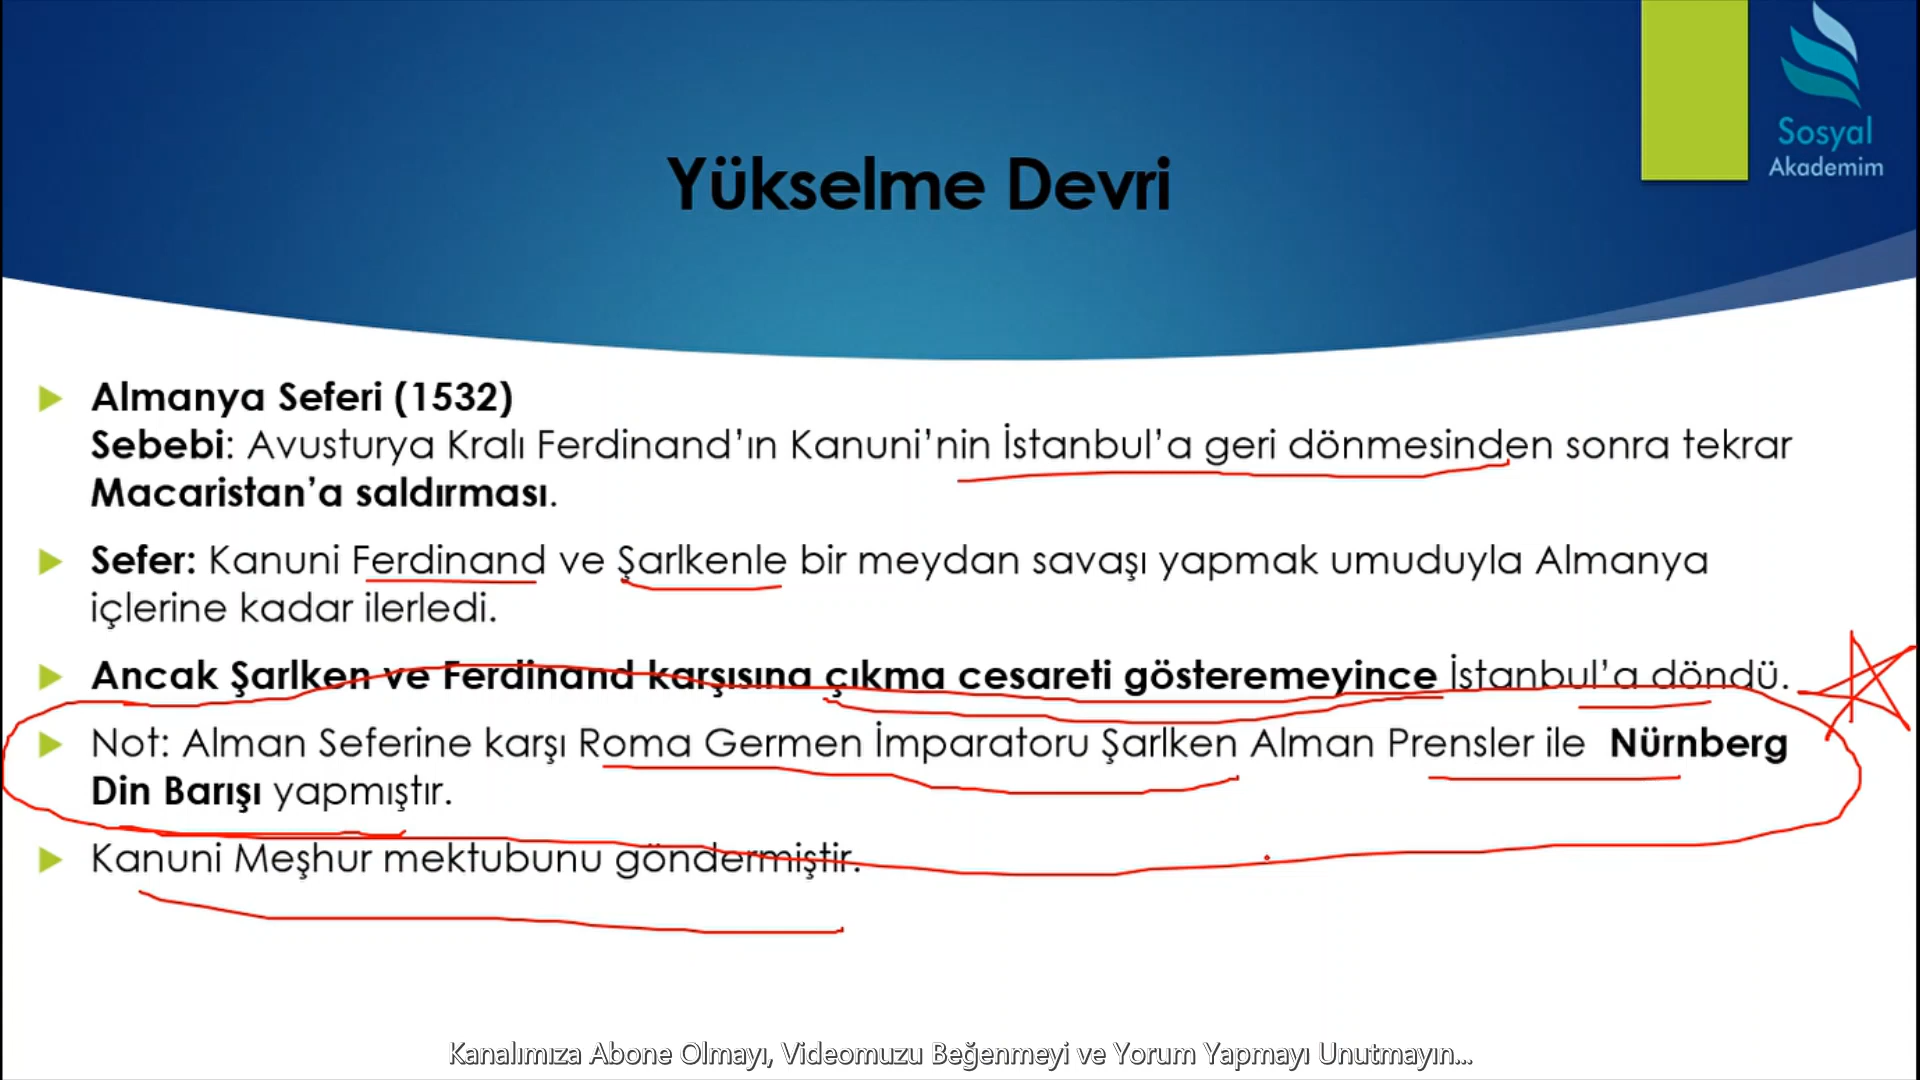 Sosyal
Akademim
Yükselme Devri
Almanya Seferi (1532)
Sebebi: Avusturya Kralı Ferdinand’ın Kanuni’nin İstanbul’a geri dönmesinden sonra tekrar
Macaristan’a saldırması.
Sefer: Kanuni Ferdinand ve Şarlkenle bir meydan savaşı yapmak umuduyla Almanya
içlerine kadar ilerledi.
Ancak Şarlken ve Ferdinand karşısına çıkma cesareti gösteremeyince İstanbul’a döndü.
Not: Alman Seferine karşı Roma Germen İmparatoru Şarlken Alman Prensler ile Nürnberg
Din Barışı yapmıştır.
Kanuni Meşhur mektubunu göndermiştir.
Kanalımıza Abone Olmayı, Videomuzu Beğenmeyi ve Yorum Yapmayı Unutmayın...